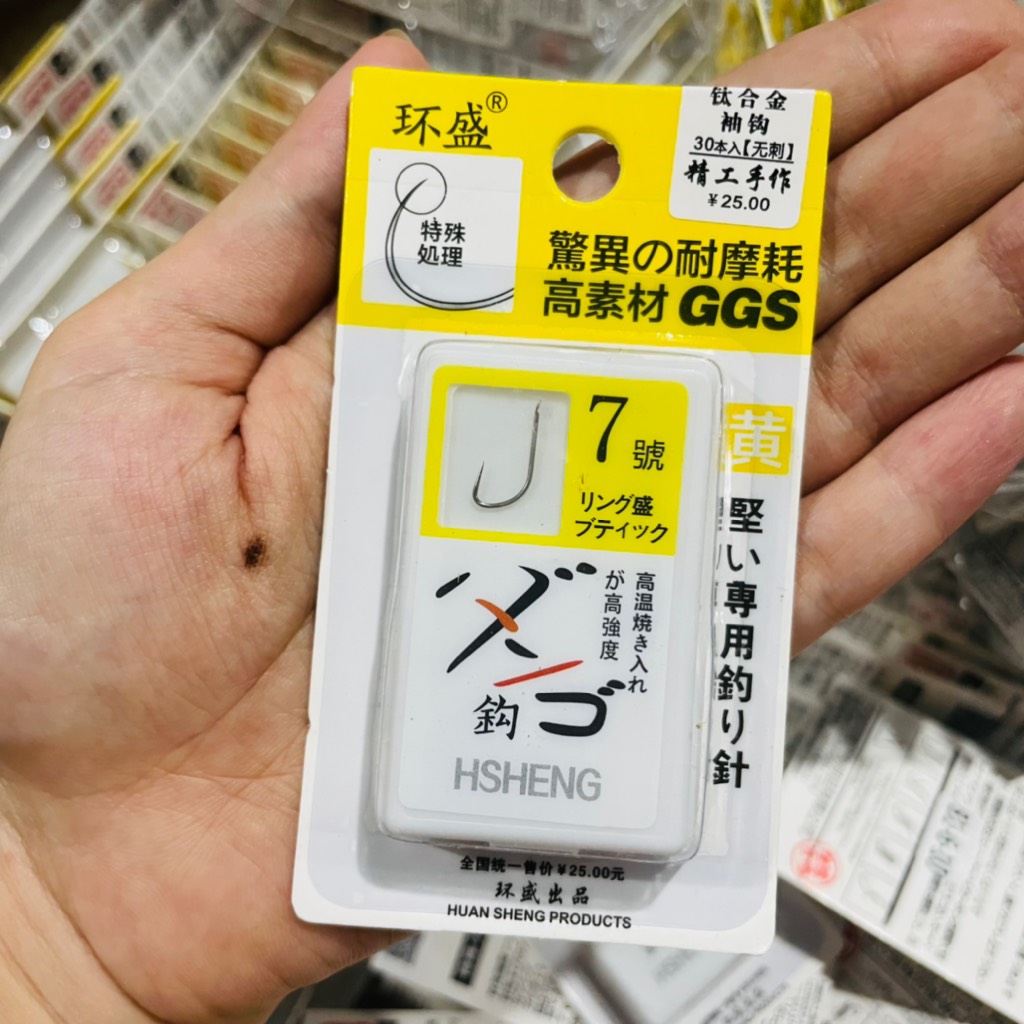 环盛®
钛合金
袖钩
30本入【无刺】
精工手作
￥25.00
特殊
処理
驚異の耐摩耗
高素材 GGS
7號
リング盛
ブティック
黄
堅い専用釣り針
高温焼き入れ
が高強度
ダンゴ
鈎
HSHENG
全国统一售价￥25.00元
环盛出品
HUAN SHENG PRODUCTS